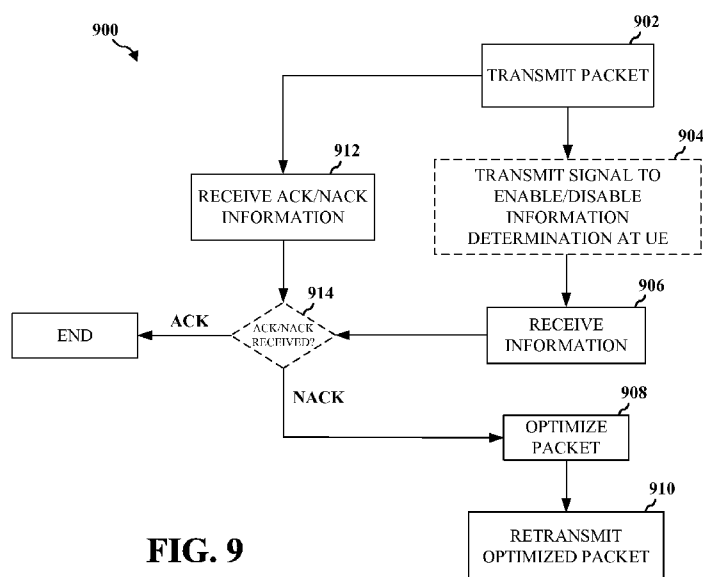 900
902
TRANSMIT PACKET
904
TRANSMIT SIGNAL TO
ENABLE/DISABLE
INFORMATION
DETERMINATION AT UE
912
RECEIVE ACK/NACK
INFORMATION
906
RECEIVE
INFORMATION
914
ACK/NACK
RECEIVED?
ACK
END
NACK
908
OPTIMIZE
PACKET
910
RETRANSMIT
OPTIMIZED PACKET
FIG. 9